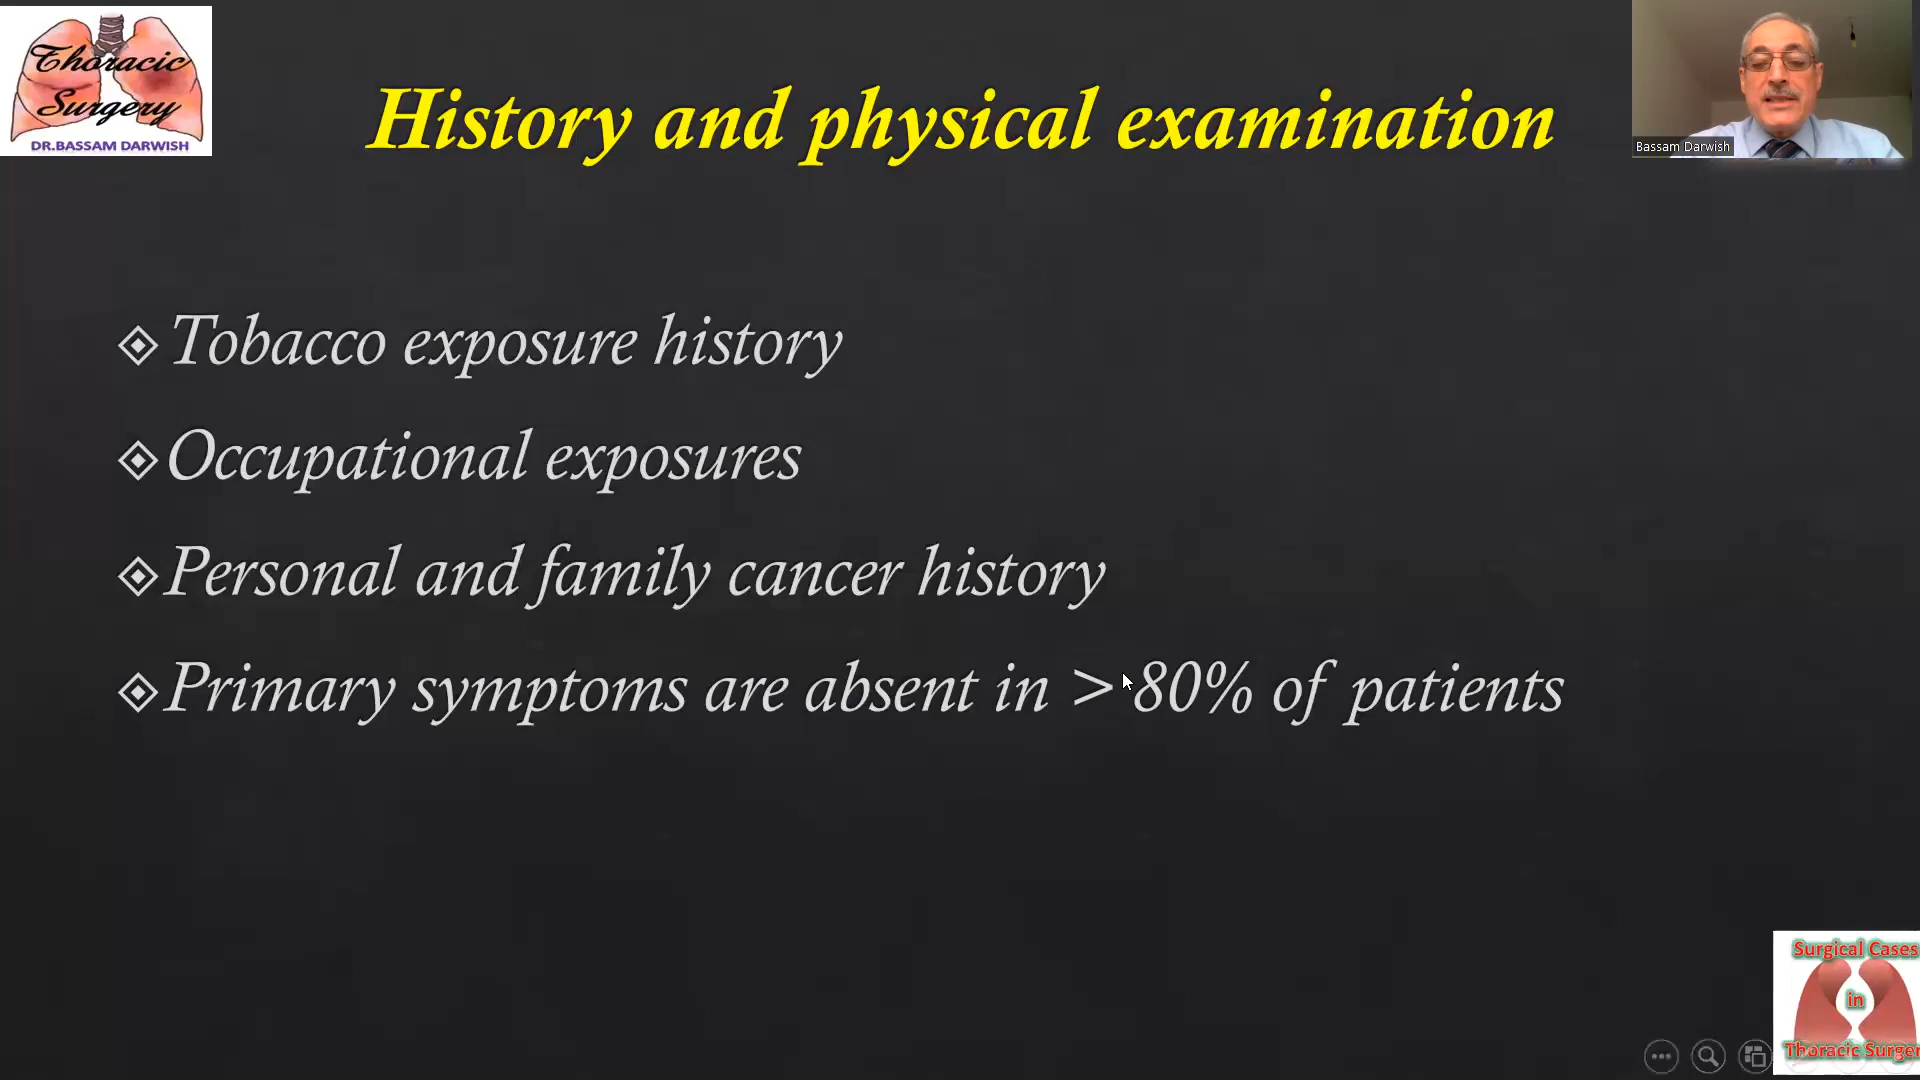 Thoracic
Surgery
DR.BASSAM DARWISH
History and physical examination
Bassam Darwish
Tobacco exposure history
Occupational exposures
Personal and family cancer history
Primary symptoms are absent in >80% of patients
Surgical Cases
in
Thoracic Surger